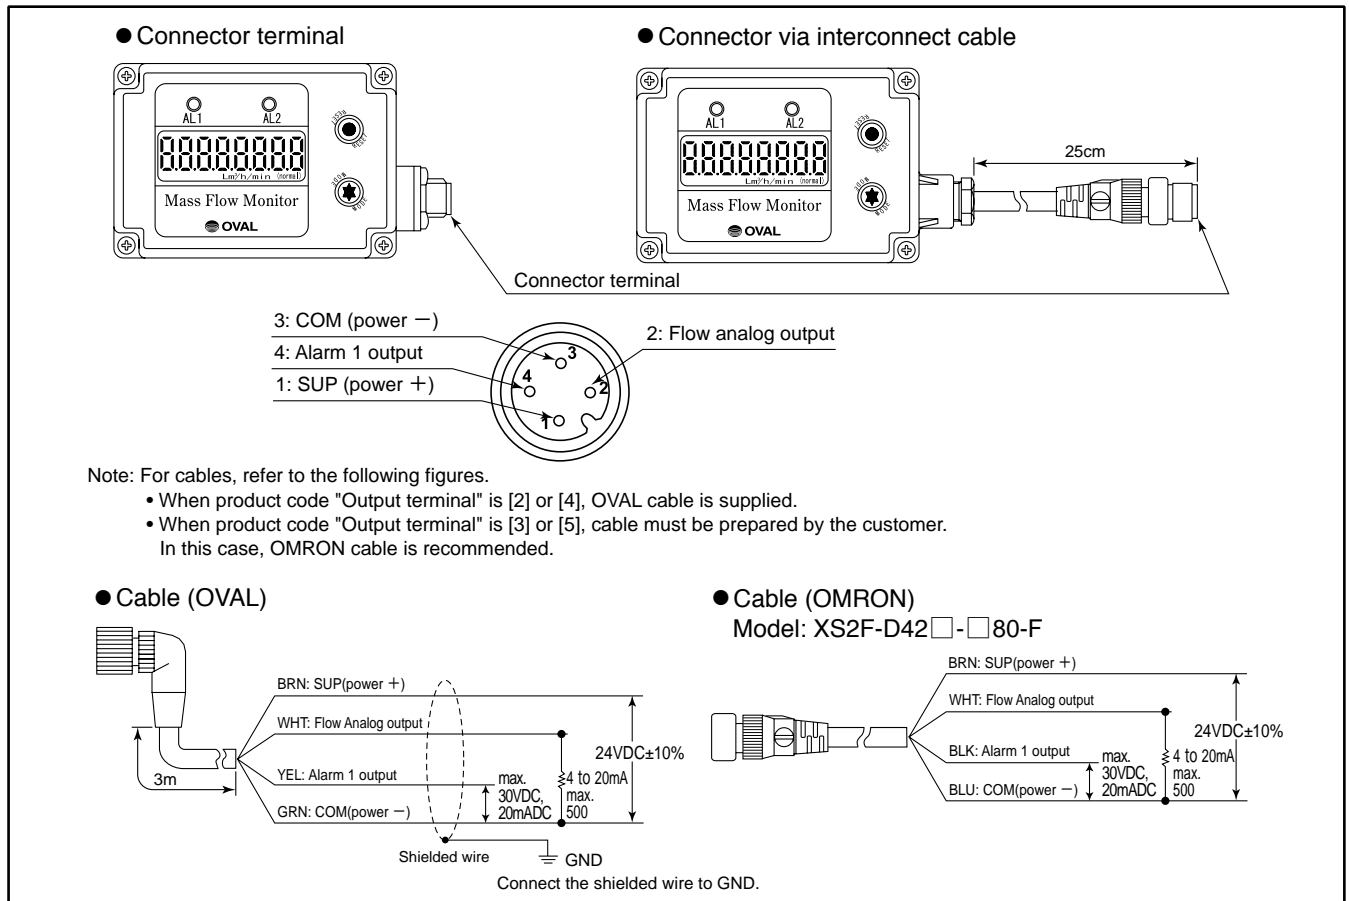 ● Connector terminal
● Connector via interconnect cable
AL1 AL2
RESET
RESET
Lm³/h/min (normal)
MODE
MODE
Mass Flow Monitor
OVAL
AL1 AL2
RESET
RESET
Lm³/h/min (normal)
MODE
MODE
Mass Flow Monitor
OVAL
25cm
Connector terminal
3: COM (power −)
4: Alarm 1 output
1: SUP (power +)
2: Flow analog output
3
4
2
1
Note: For cables, refer to the following figures.
• When product code "Output terminal" is [2] or [4], OVAL cable is supplied.
• When product code "Output terminal" is [3] or [5], cable must be prepared by the customer.
In this case, OMRON cable is recommended.
● Cable (OVAL)
BRN: SUP(power +)
WHT: Flow Analog output
YEL: Alarm 1 output
GRN: COM(power −)
3m
max.
30VDC,
20mADC
4 to 20mA
max.
500
24VDC±10%
Shielded wire
GND
Connect the shielded wire to GND.
● Cable (OMRON)
Model: XS2F-D42□-□80-F
BRN: SUP(power +)
WHT: Flow Analog output
BLK: Alarm 1 output
BLU: COM(power −)
max.
30VDC,
20mADC
4 to 20mA
max.
500
24VDC±10%